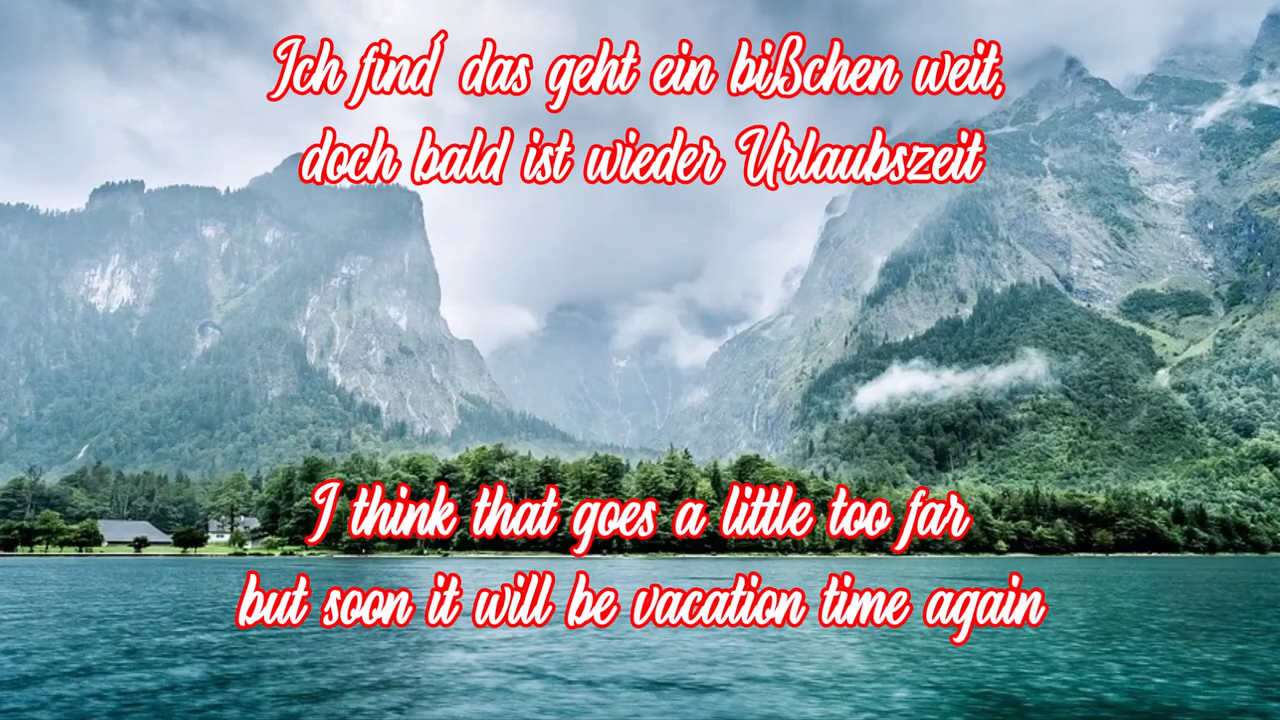 Ich find´ das geht ein bißchen weit,
doch bald ist wieder Urlaubszeit
I think that goes a little too far
but soon it will be vacation time again